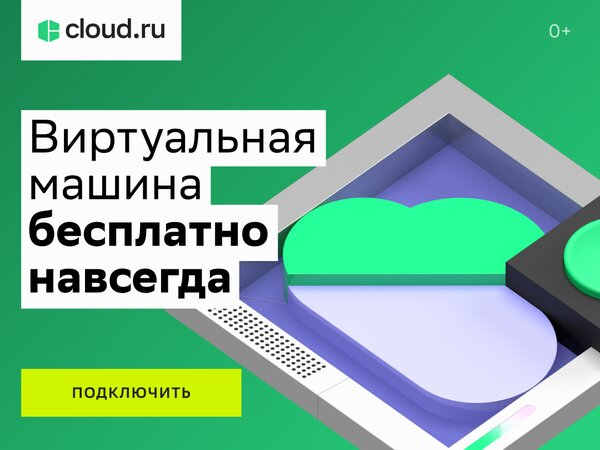 cloud.ru
0+
Виртуальная
машина
бесплатно
навсегда
ПОДКЛЮЧИТЬ